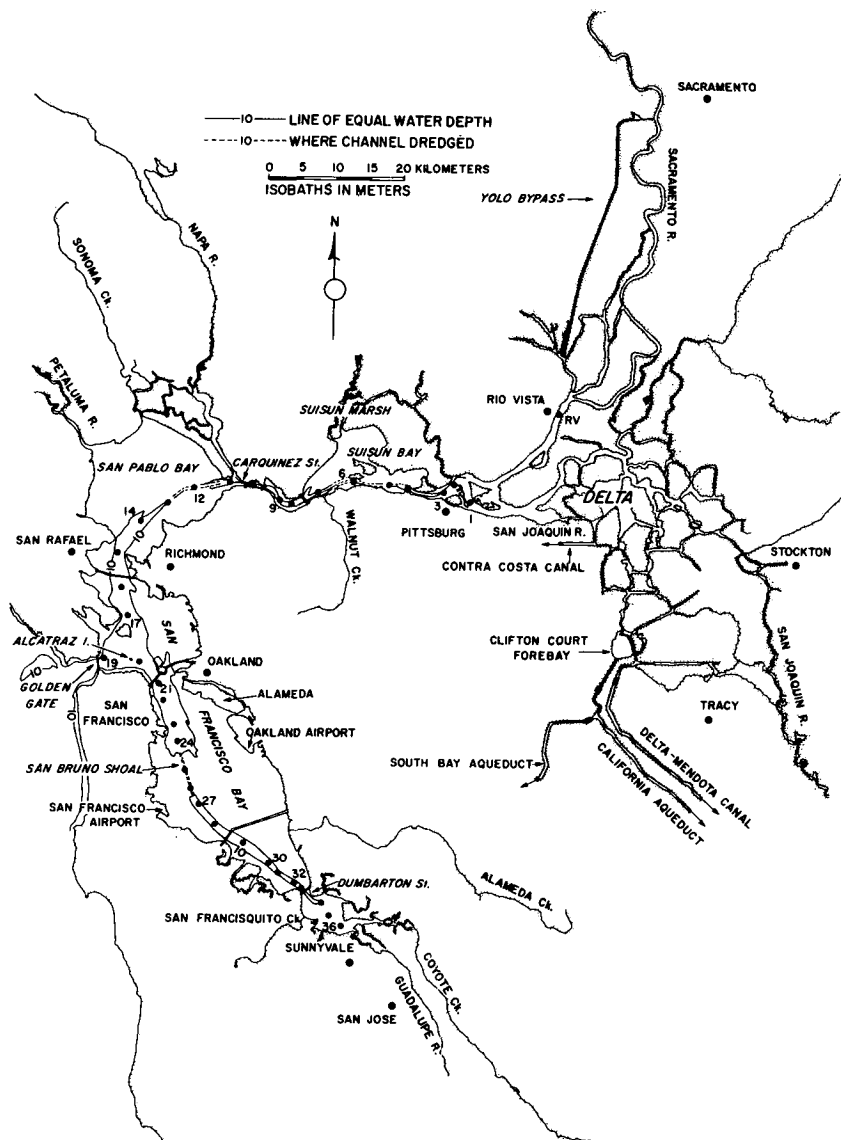 SACRAMENTO
—10— LINE OF EQUAL WATER DEPTH
-----10----- WHERE CHANNEL DREDGED
0 5 10 15 20 KILOMETERS
ISOBATHS IN METERS
SACRAMENTO R.
YOLO BYPASS
N
NAPA R.
SONOMA CK.
PETALUMA R.
SUISUN MARSH
RIO VISTA
RV
SAN PABLO BAY
CARQUINEZ St.
SUISUN BAY
6
12
9
3
1
DELTA
PITTSBURG
WALNUT CK.
SAN JOAQUIN R.
14
10
SAN RAFAEL
RICHMOND
CONTRA COSTA CANAL
STOCKTON
10
17
SAN
FRANCISCO
BAY
ALCATRAZ I.
CLIFTON COURT
FOREBAY
SAN JOAQUIN R.
10
19
GOLDEN
GATE
OAKLAND
21
ALAMEDA
SAN
FRANCISCO
10
OAKLAND AIRPORT
24
TRACY
SOUTH BAY AQUEDUCT
DELTA-MENDOTA CANAL
CALIFORNIA AQUEDUCT
SAN BRUNO SHOAL
SAN FRANCISCO
AIRPORT
27
10
30
32
DUMBARTON St.
ALAMEDA CK.
SAN FRANCISQUITO CK.
36
SUNNYVALE
COYOTE CK.
GUADALUPE R.
SAN JOSE